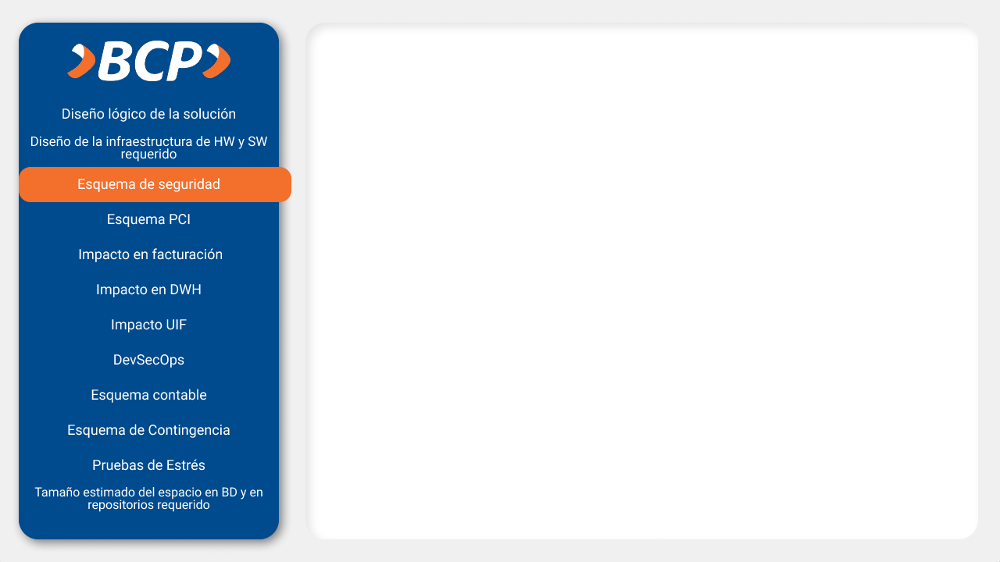 BCP
Diseño lógico de la solución
Diseño de la infraestructura de HW y SW
requerido
Esquema de seguridad
Esquema PCI
Impacto en facturación
Impacto en DWH
Impacto UIF
DevSecOps
Esquema contable
Esquema de Contingencia
Pruebas de Estrés
Tamaño estimado del espacio en BD y en
repositorios requerido